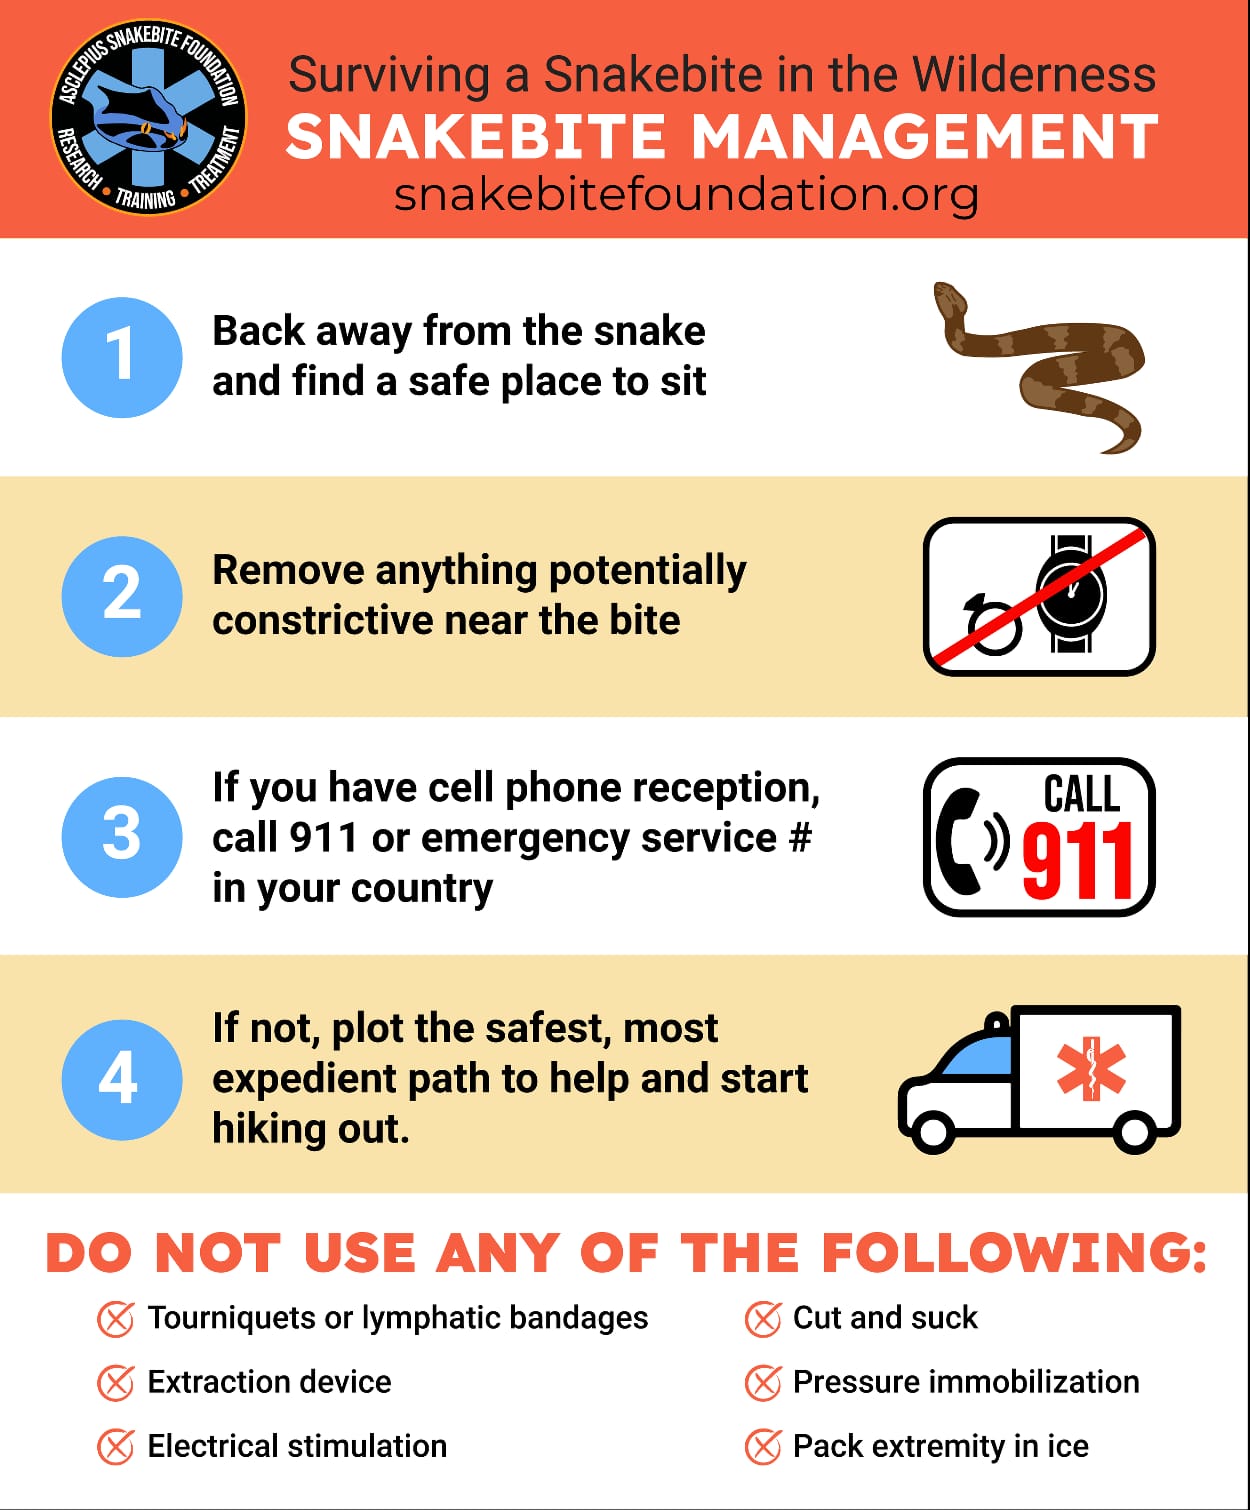 ASCLEPIUS SNAKEBITE FOUNDATION
RESEARCH • TRAINING • TREATMENT
Surviving a Snakebite in the Wilderness
SNAKEBITE MANAGEMENT
snakebitefoundation.org
1
Back away from the snake
and find a safe place to sit
2
Remove anything potentially
constrictive near the bite
3
If you have cell phone reception,
call 911 or emergency service #
in your country
CALL
911
4
If not, plot the safest, most
expedient path to help and start
hiking out.
DO NOT USE ANY OF THE FOLLOWING:
Tourniquets or lymphatic bandages
Extraction device
Electrical stimulation
Cut and suck
Pressure immobilization
Pack extremity in ice